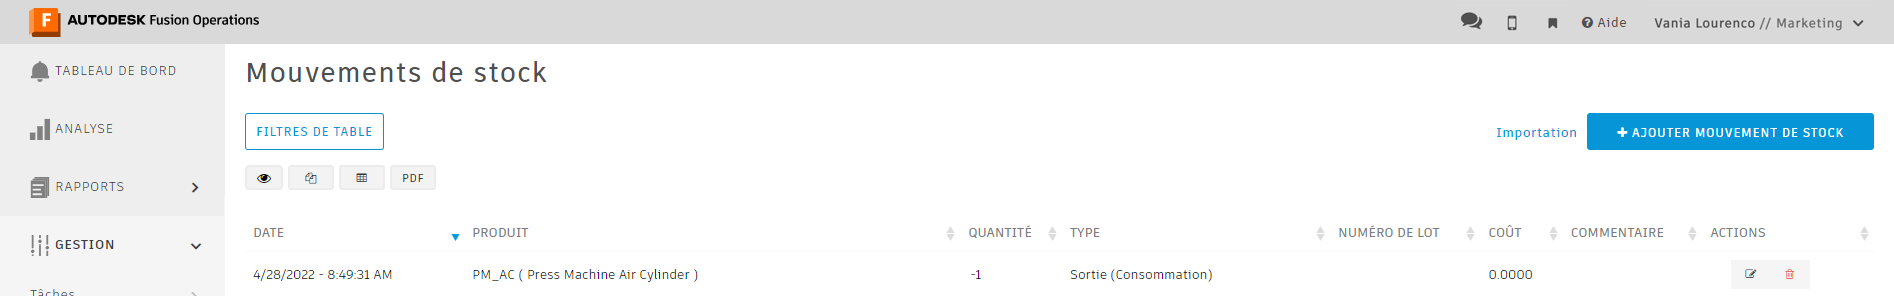 AUTODESK Fusion Operations
Aide
Vania Lourenco // Marketing
TABLEAU DE BORD
ANALYSE
RAPPORTS
GESTION
Tâches
Mouvements de stock
FILTRES DE TABLE
Importation
AJOUTER MOUVEMENT DE STOCK
PDF
DATE PRODUIT QUANTITÉ TYPE NUMÉRO DE LOT COÛT COMMENTAIRE ACTIONS
4/28/2022 - 8:49:31 AM PM_AC ( Press Machine Air Cylinder ) -1 Sortie (Consommation) 0.0000